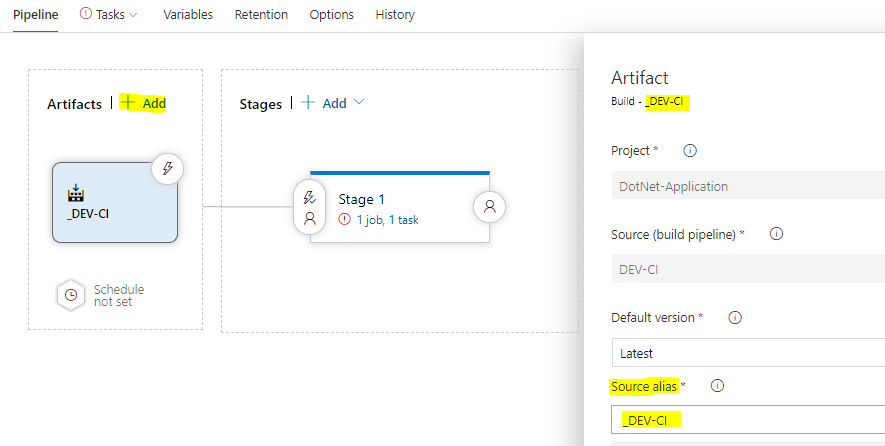 Pipeline Tasks Variables Retention Options History
Artifacts | + Add
Stages | + Add
_DEV-CI
Stage 1
1 job, 1 task
Schedule
not set
Artifact
Build - _DEV-CI
Project *
DotNet-Application
Source (build pipeline) *
DEV-CI
Default version *
Latest
Source alias *
_DEV-CI